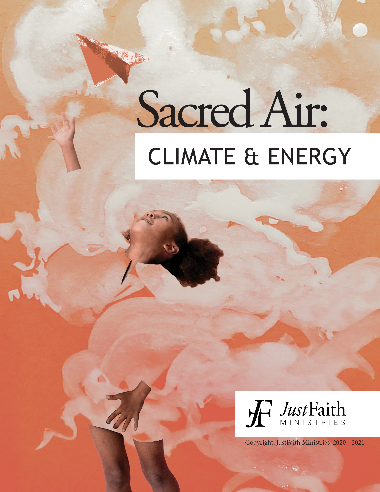 Sacred Air:
CLIMATE & ENERGY
JF JustFaith
MINISTRIES
Copyright, JustFaith Ministries, 2020 - 2021